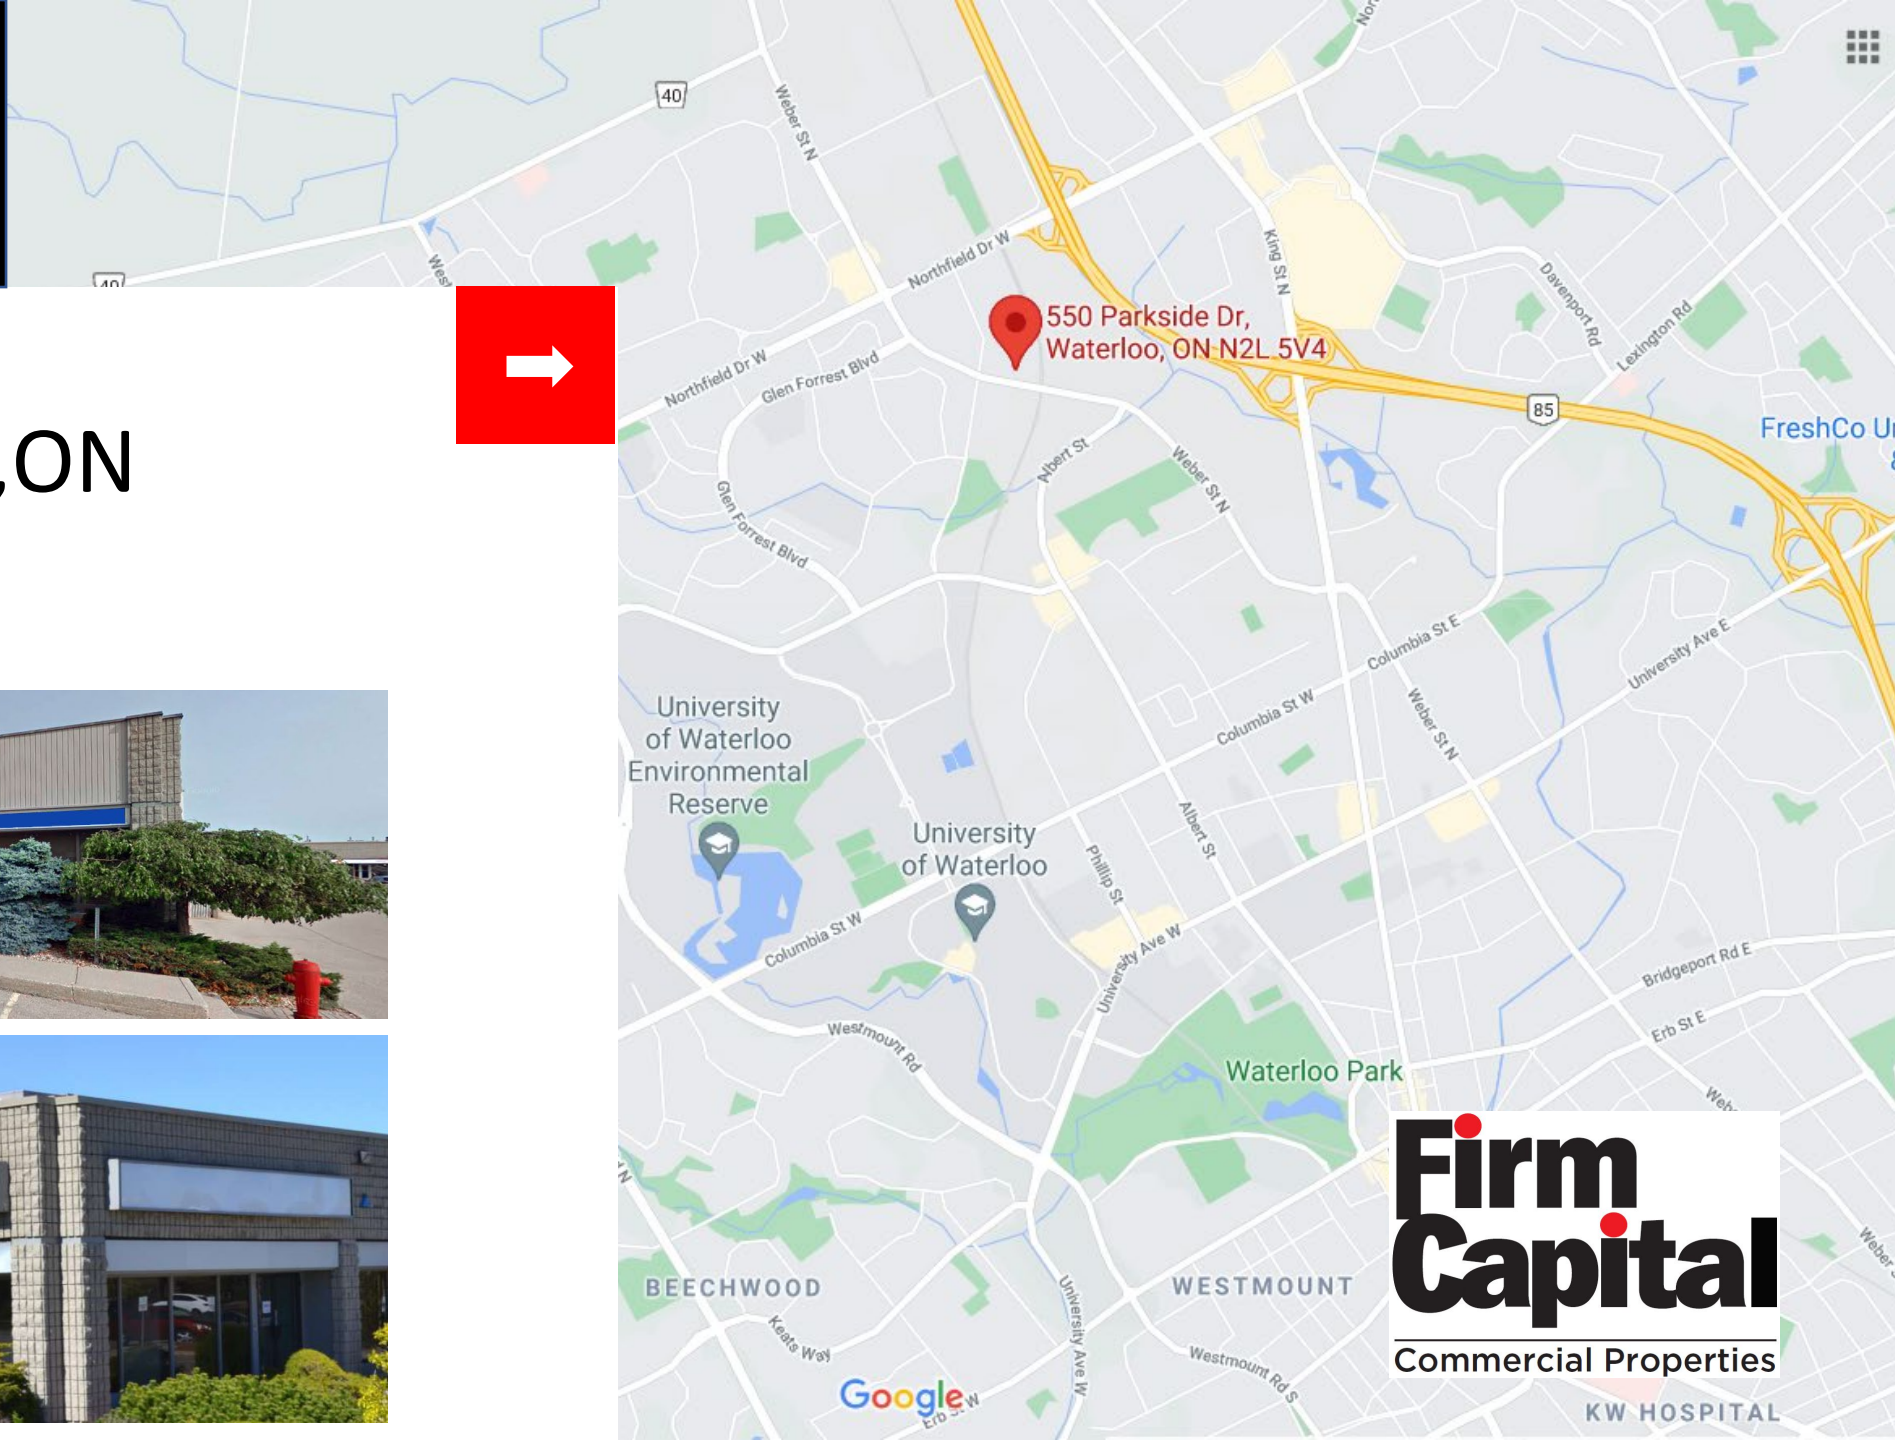 40
Weber St N
40
Northfield Dr W
King St N
Davenport Rd
Lexington Rd
550 Parkside Dr,
Waterloo, ON N2L 5V4
Northfield Dr W
Glen Forrest Blvd
85
FreshCo
,ON
Albert St
Weber St N
Glen Forrest Blvd
Columbia St E
University Ave E
University
of Waterloo
Environmental
Reserve
Columbia St W
Weber St N
University
of Waterloo
Albert St
Phillip St
Columbia St W
University Ave W
Bridgeport Rd E
Erb St E
Westmount Rd
Waterloo Park
Firm
Capital
Commercial Properties
BEECHWOOD
WESTMOUNT
University Ave W
Keats Way
Westmount Rd S
Google
Erb St W
Weber
KW HOSPITAL